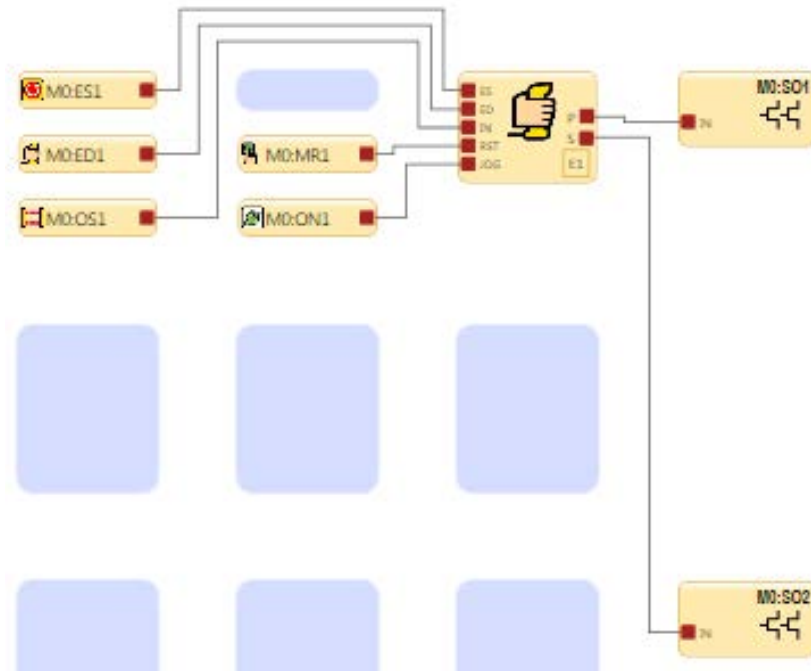 M0:ES1
M0:ED1
M0:OS1
M0:MR1
M0:ON1
ES
ED
IN
RST
JOG
P
S
E1
M0:SO1
IN
M0:SO2
IN